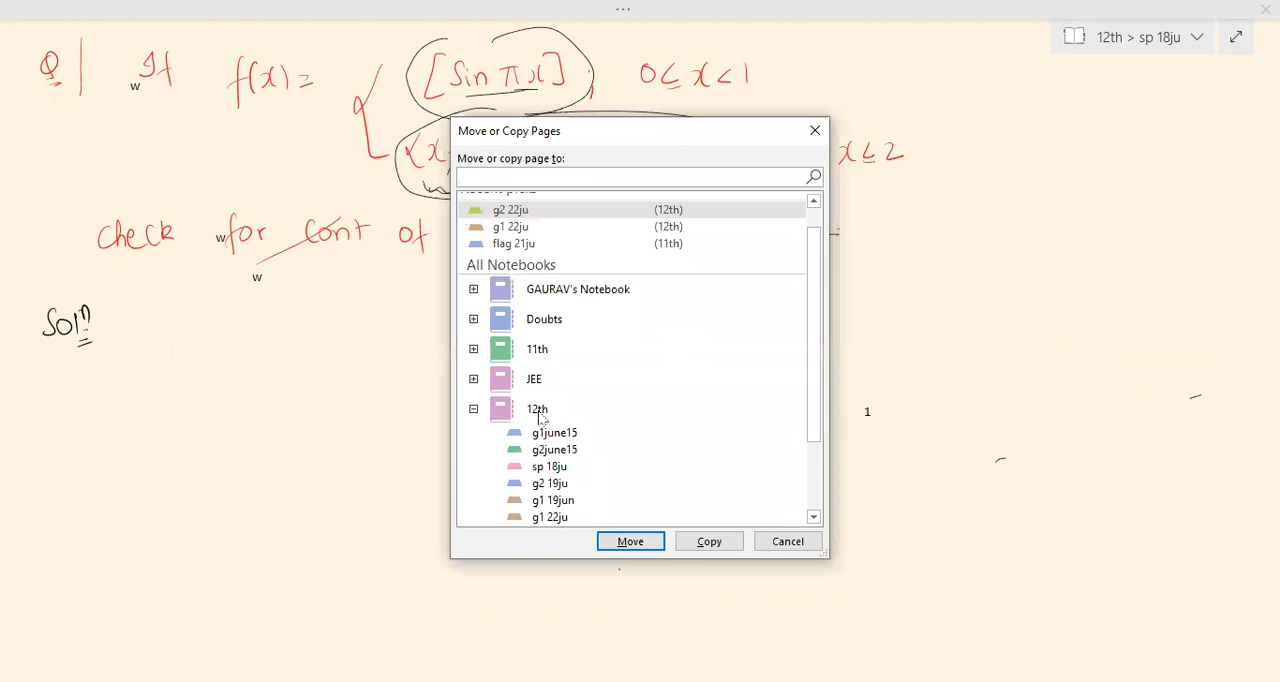 ...
12th > sp 18ju
Q| If f(x) = { [sin πx] ; 0 ≤ x < 1
w
{x
x ≤ 2
Check for cont of
w
w
Soln
1
Move or Copy Pages
Move or copy page to:
g2 22ju (12th)
g1 22ju (12th)
flag 21ju (11th)
All Notebooks
GAURAV's Notebook
Doubts
11th
JEE
12th
g1june15
g2june15
sp 18ju
g2 19ju
g1 19jun
g1 22ju
Move Copy Cancel